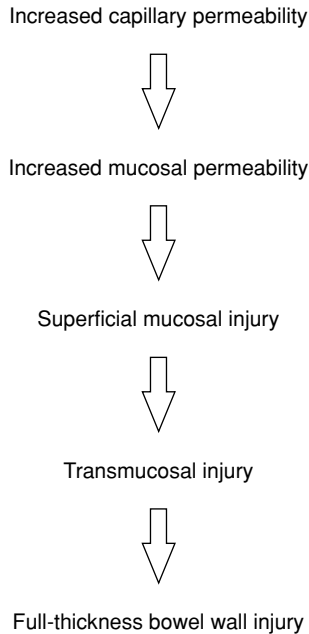 Increased capillary permeability
Increased mucosal permeability
Superficial mucosal injury
Transmucosal injury
Full-thickness bowel wall injury